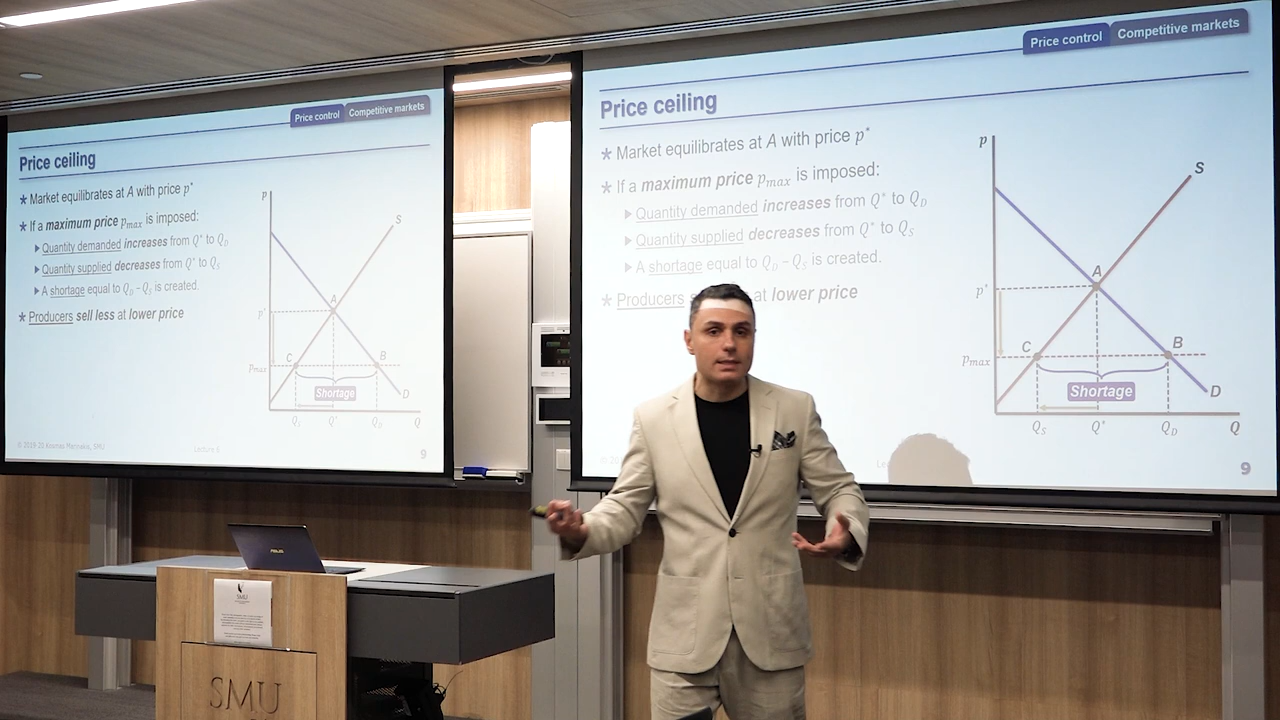 Price control Competitive markets
Price ceiling
* Market equilibrates at A with price p*
* If a maximum price pmax is imposed:
▶ Quantity demanded increases from Q* to QD
▶ Quantity supplied decreases from Q* to QS
▶ A shortage equal to QD – QS is created.
* Producers sell less at lower price
p
S
A
p*
C
B
pmax
Shortage
D
QS Q* QD Q
9
Price control Competitive markets
Price ceiling
* Market equilibrates at A with price p*
* If a maximum price pmax is imposed:
▶ Quantity demanded increases from Q* to QD
▶ Quantity supplied decreases from Q* to QS
▶ A shortage equal to QD – QS is created.
* Producers at lower price
p
S
A
p*
C
B
pmax
Shortage
D
QS Q* QD Q
9
ASUS
SMU
SMU